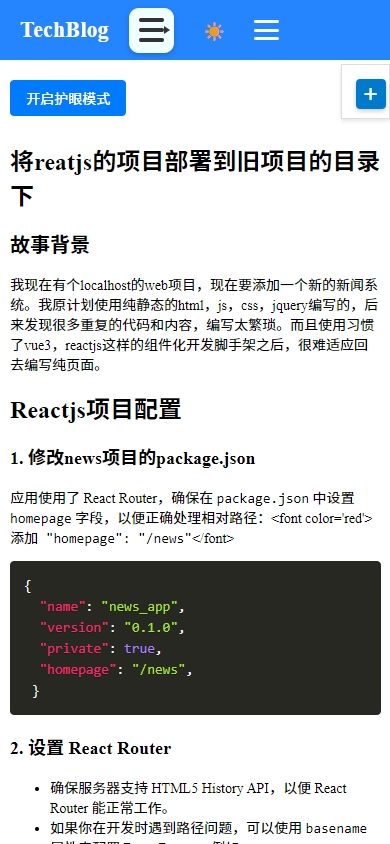 TechBlog
开启护眼模式
+
将reatjs的项目部署到旧项目的目录
下
故事背景
我现在有个localhost的web项目，现在要添加一个新的新闻系
统。我原计划使用纯静态的html，js，css，jquery编写的，后
来发现很多重复的代码和内容，编写太繁琐。而且使用习惯
了vue3，reactjs这样的组件化开发脚手架之后，很难适应回
去编写纯页面。
Reactjs项目配置
1. 修改news项目的package.json
应用使用了 React Router，确保在 package.json 中设置
homepage 字段，以便正确处理相对路径：<font color='red'>
添加 "homepage": "/news"</font>
{
"name": "news_app",
"version": "0.1.0",
"private": true,
"homepage": "/news",
}
2. 设置 React Router
• 确保服务器支持 HTML5 History API，以便 React
Router 能正常工作。
• 如果你在开发时遇到路径问题，可以使用 basename